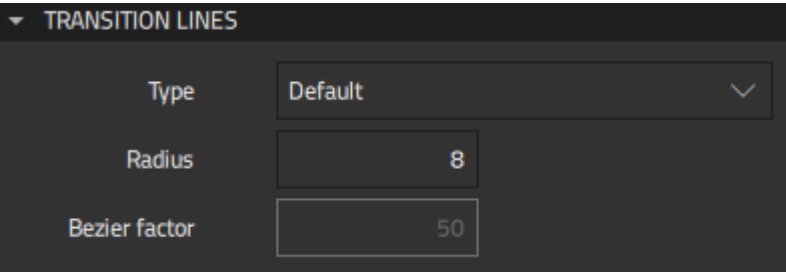 TRANSITION LINES
Type Default
Radius 8
Bezier factor 50